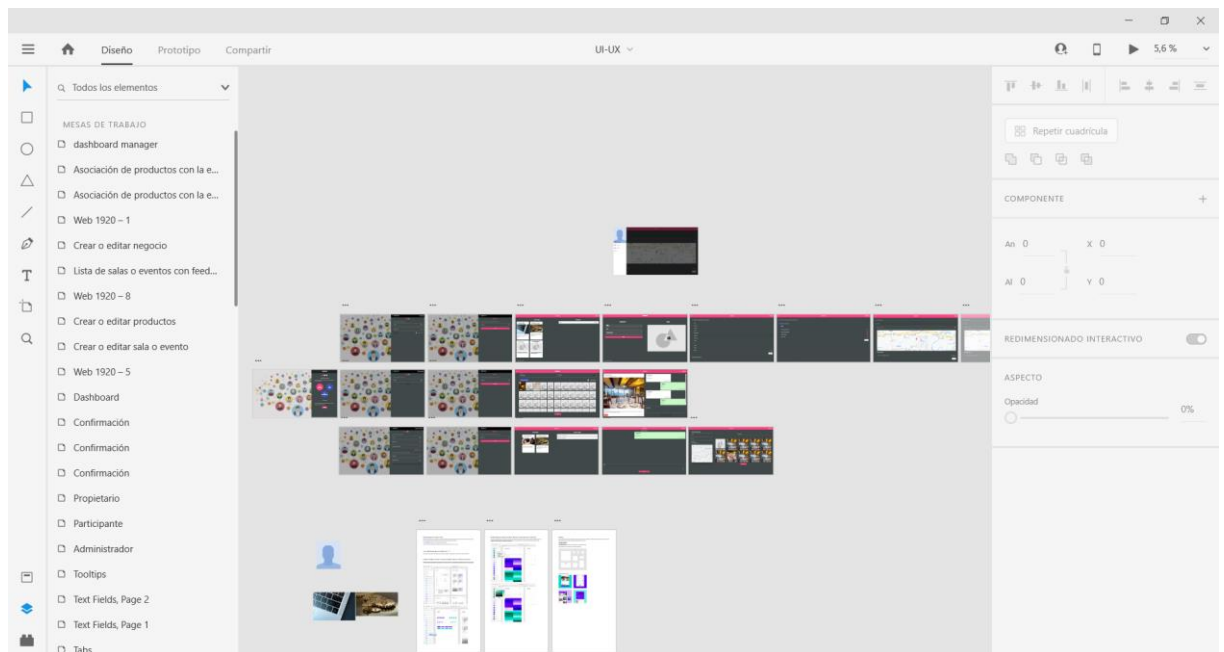 Diseño
Prototipo
Compartir
UI-UX
5,6 %
Todos los elementos
MESAS DE TRABAJO
dashboard manager
Asociación de productos con la e...
Asociación de productos con la e...
Web 1920 – 1
Crear o editar negocio
Lista de salas o eventos con feed...
Web 1920 – 8
Crear o editar productos
Crear o editar sala o evento
Web 1920 – 5
Dashboard
Confirmación
Confirmación
Confirmación
Propietario
Participante
Administrador
Tooltips
Text Fields, Page 2
Text Fields, Page 1
Tabs
Repetir cuadrícula
COMPONENTE
An 0
X 0
Al 0
Y 0
REDIMENSIONADO INTERACTIVO
ASPECTO
Opacidad
0%